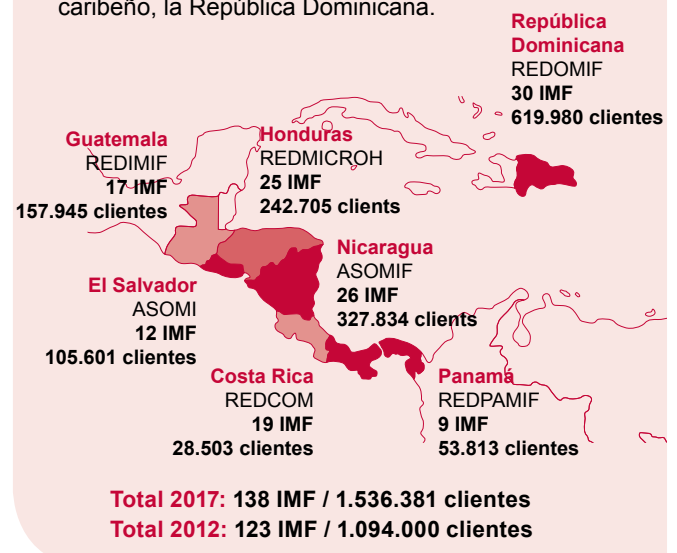 caribeño, la República Dominicana.
República
Dominicana
REDOMIF
30 IMF
619.980 clientes
Guatemala
REDIMIF
17 IMF
157.945 clientes
Honduras
REDMICROH
25 IMF
242.705 clients
Nicaragua
ASOMIF
26 IMF
327.834 clients
El Salvador
ASOMI
12 IMF
105.601 clientes
Costa Rica
REDCOM
19 IMF
28.503 clientes
Panamá
REDPAMIF
9 IMF
53.813 clientes
Total 2017: 138 IMF / 1.536.381 clientes
Total 2012: 123 IMF / 1.094.000 clientes